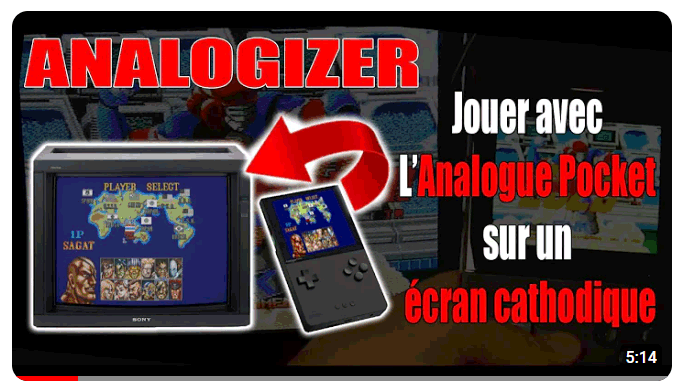 ANALOGIZER
Jouer avec
L'Analogue Pocket
sur un
écran cathodique
PLAYER SELECT
1P
SAGAT
SONY
5:14